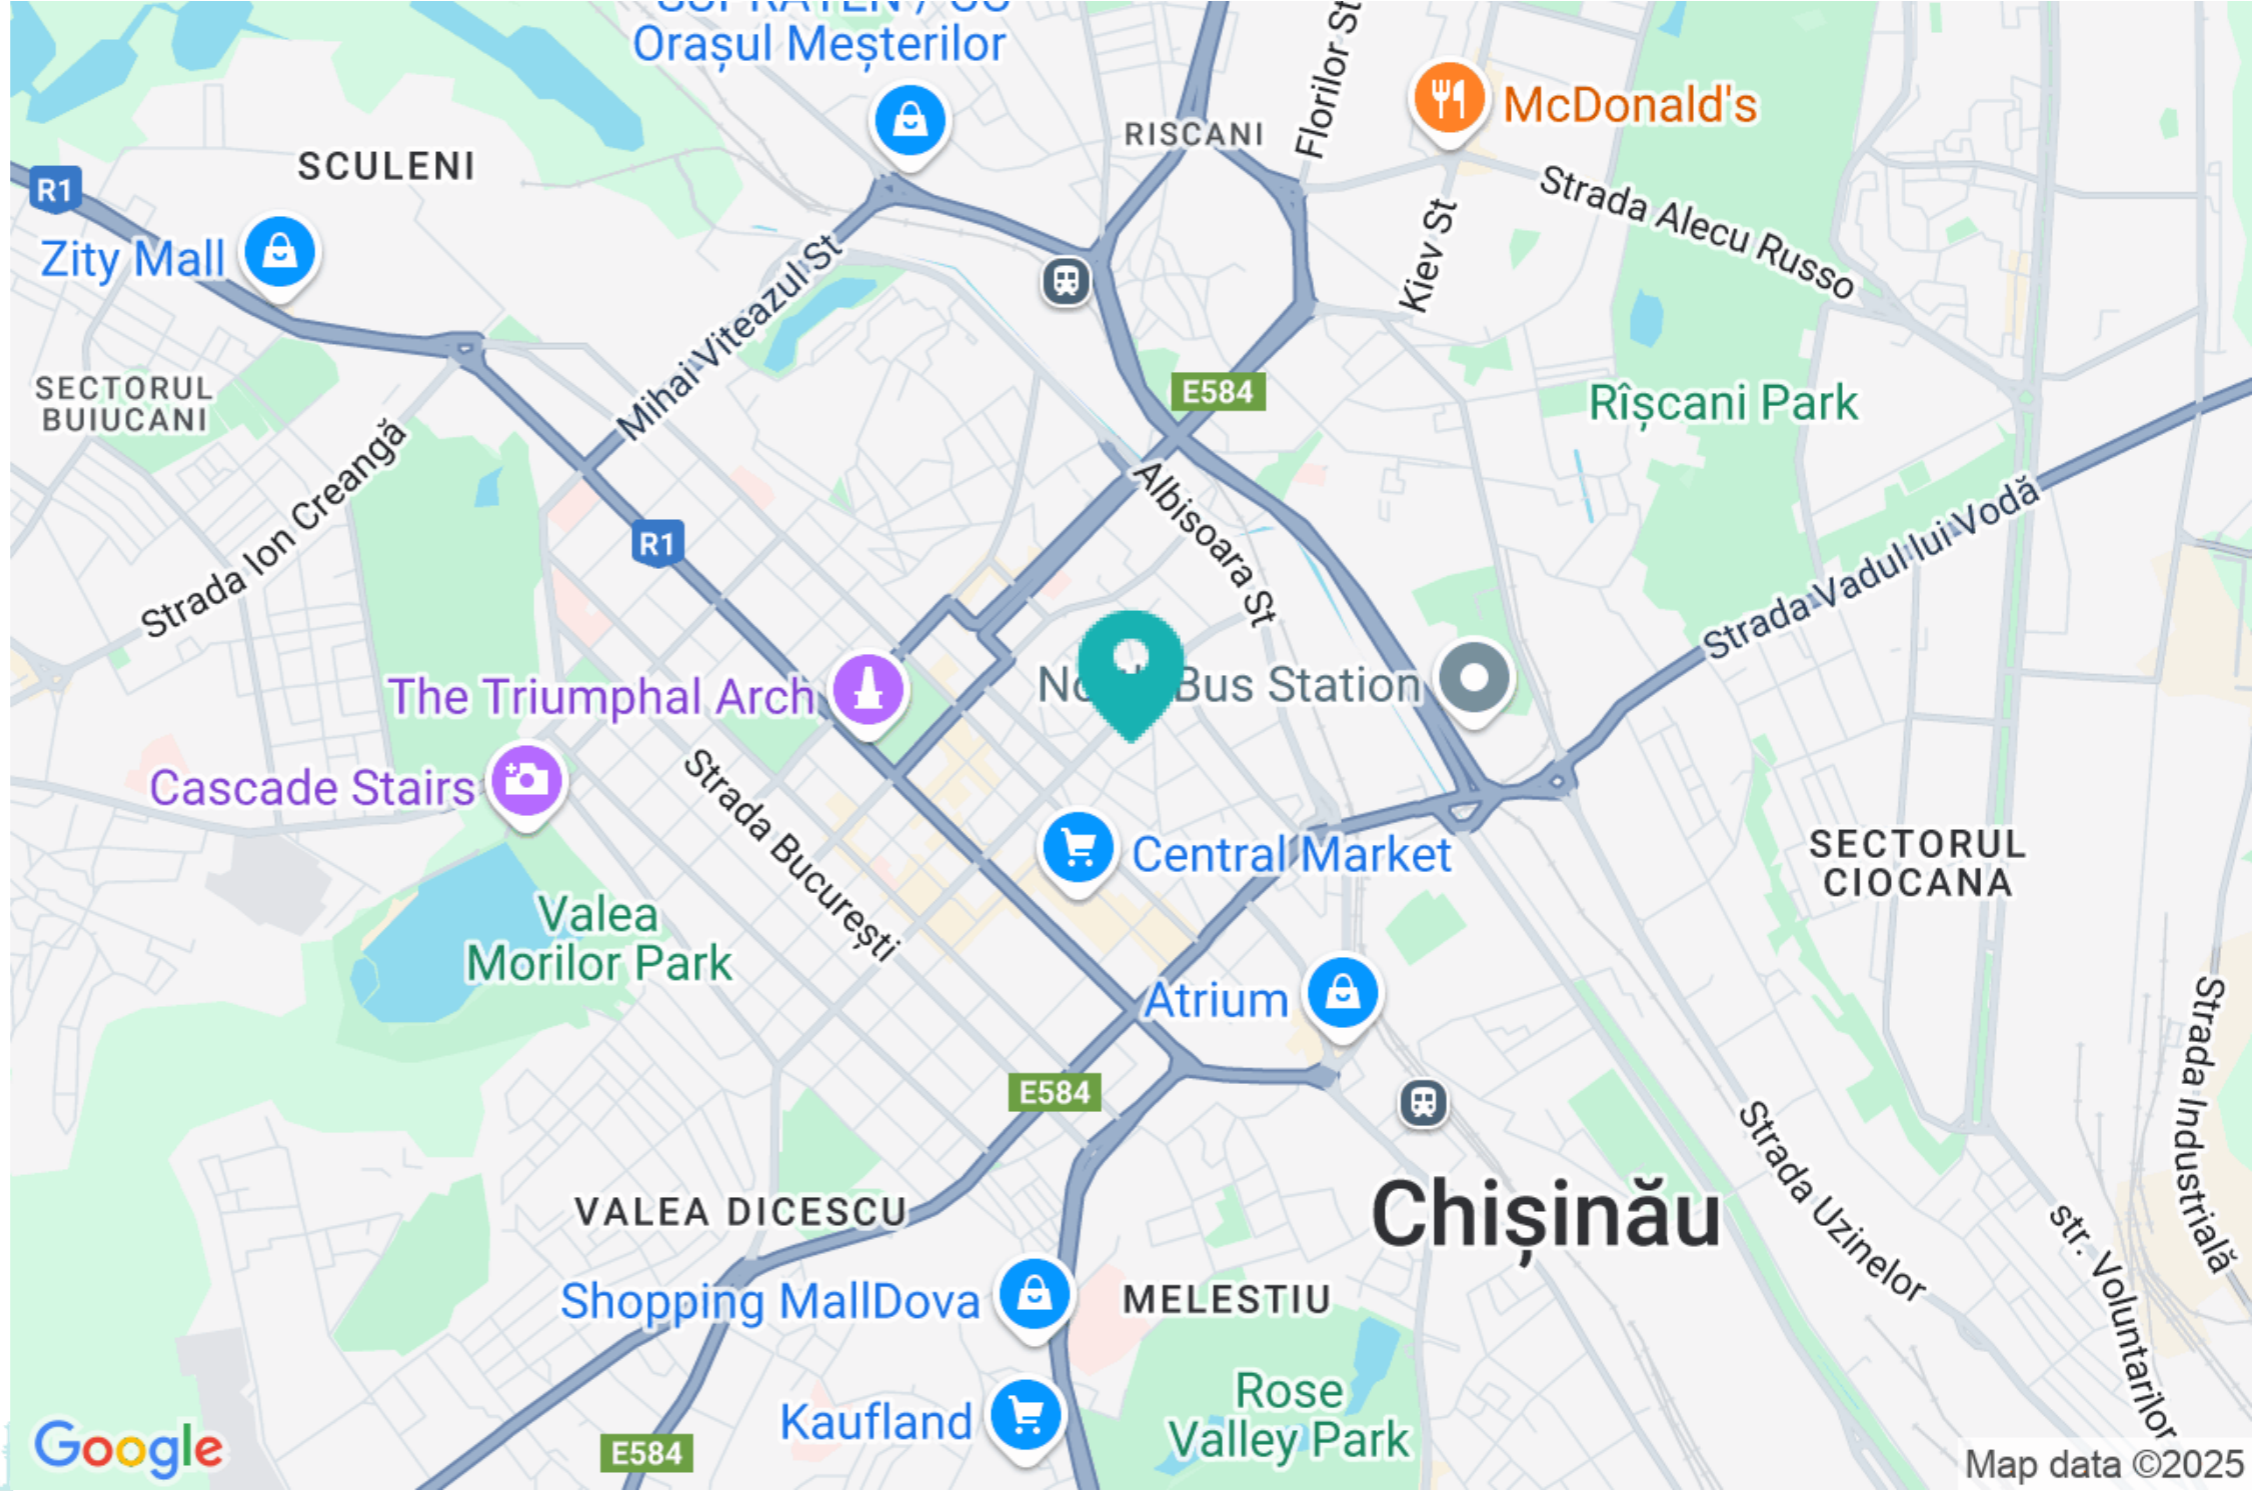 Orașul Meșterilor
Florilor St
McDonald's
RISCANI
SCULENI
R1
Strada Alecu Russo
Zity Mall
Mihai Viteazul St
Kiev St
SECTORUL
BUIUCANI
E584
Rîșcani Park
Strada Ion Creangă
R1
Albisoara St
Strada Vadul lui Vodă
The Triumphal Arch
Bus Station
Cascade Stairs
Strada București
Central Market
SECTORUL
CIOCANA
Valea
Morilor Park
Atrium
E584
Strada Industrială
Strada Uzinelor
VALEA DICESCU
Chișinău
str. Voluntarilor
Shopping MallDova
MELESTIU
Rose
Valley Park
Kaufland
Google
E584
Map data ©2025